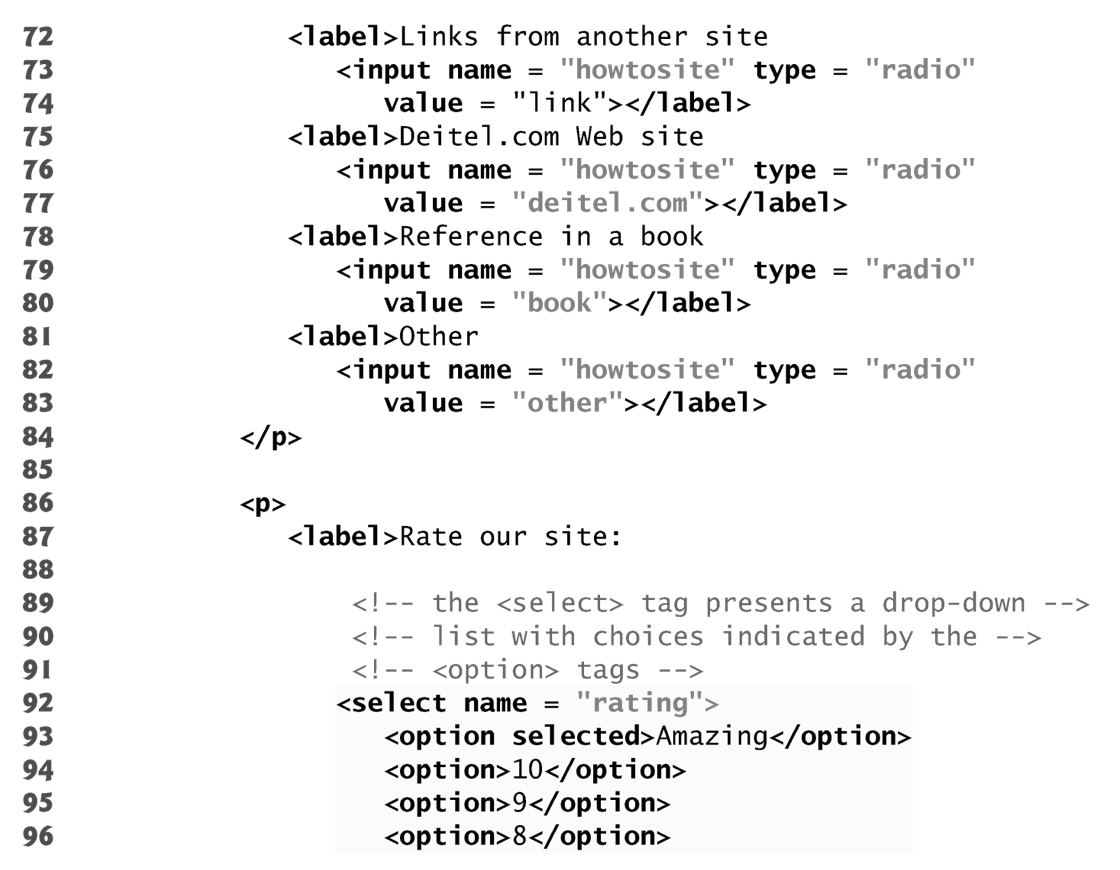 72 <label>Links from another site
73 <input name = "howtosite" type = "radio"
74 value = "link"></label>
75 <label>Deitel.com Web site
76 <input name = "howtosite" type = "radio"
77 value = "deitel.com"></label>
78 <label>Reference in a book
79 <input name = "howtosite" type = "radio"
80 value = "book"></label>
81 <label>Other
82 <input name = "howtosite" type = "radio"
83 value = "other"></label>
84 </p>
85
86 <p>
87 <label>Rate our site:
88
89 <!-- the <select> tag presents a drop-down -->
90 <!-- list with choices indicated by the -->
91 <!-- <option> tags -->
92 <select name = "rating">
93 <option selected>Amazing</option>
94 <option>10</option>
95 <option>9</option>
96 <option>8</option>